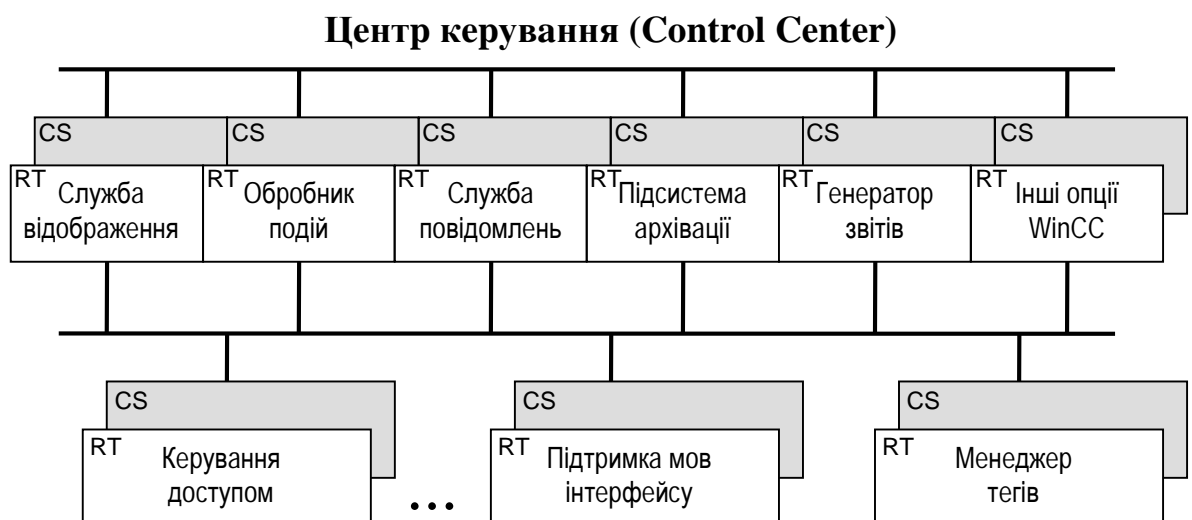 Центр керування (Control Center)
CS CS CS CS CS CS
RT RT RT RT RT RT
Служба Обробник Служба Підсистема Генератор Інші опції
відображення подій повідомлень архівації звітів WinCC
CS CS CS
RT RT RT
Керування Підтримка мов Менеджер
доступом ... інтерфейсу тегів